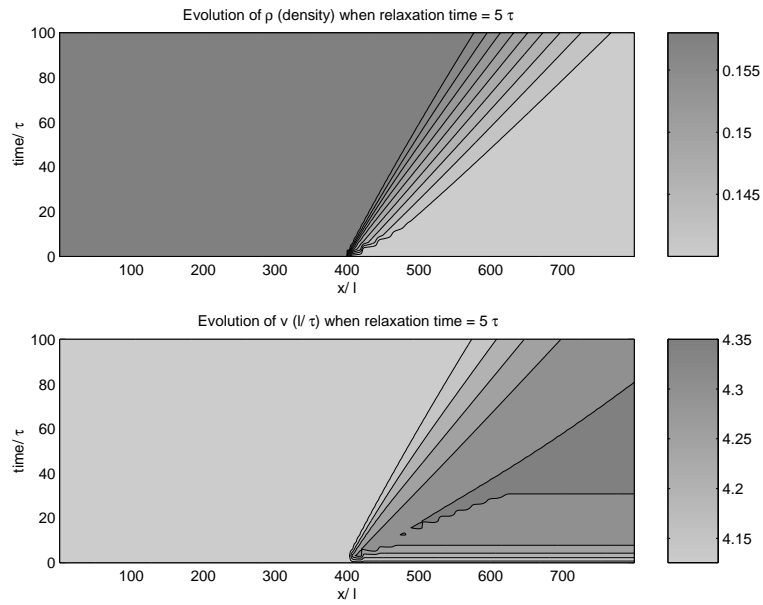 Evolution of ρ (density) when relaxation time = 5 τ
100
80
60
40
20
0
time/ τ
100 200 300 400 500 600 700
x/ l
0.155
0.15
0.145
Evolution of v (l/ τ) when relaxation time = 5 τ
100
80
60
40
20
0
time/ τ
100 200 300 400 500 600 700
x/ l
4.35
4.3
4.25
4.2
4.15